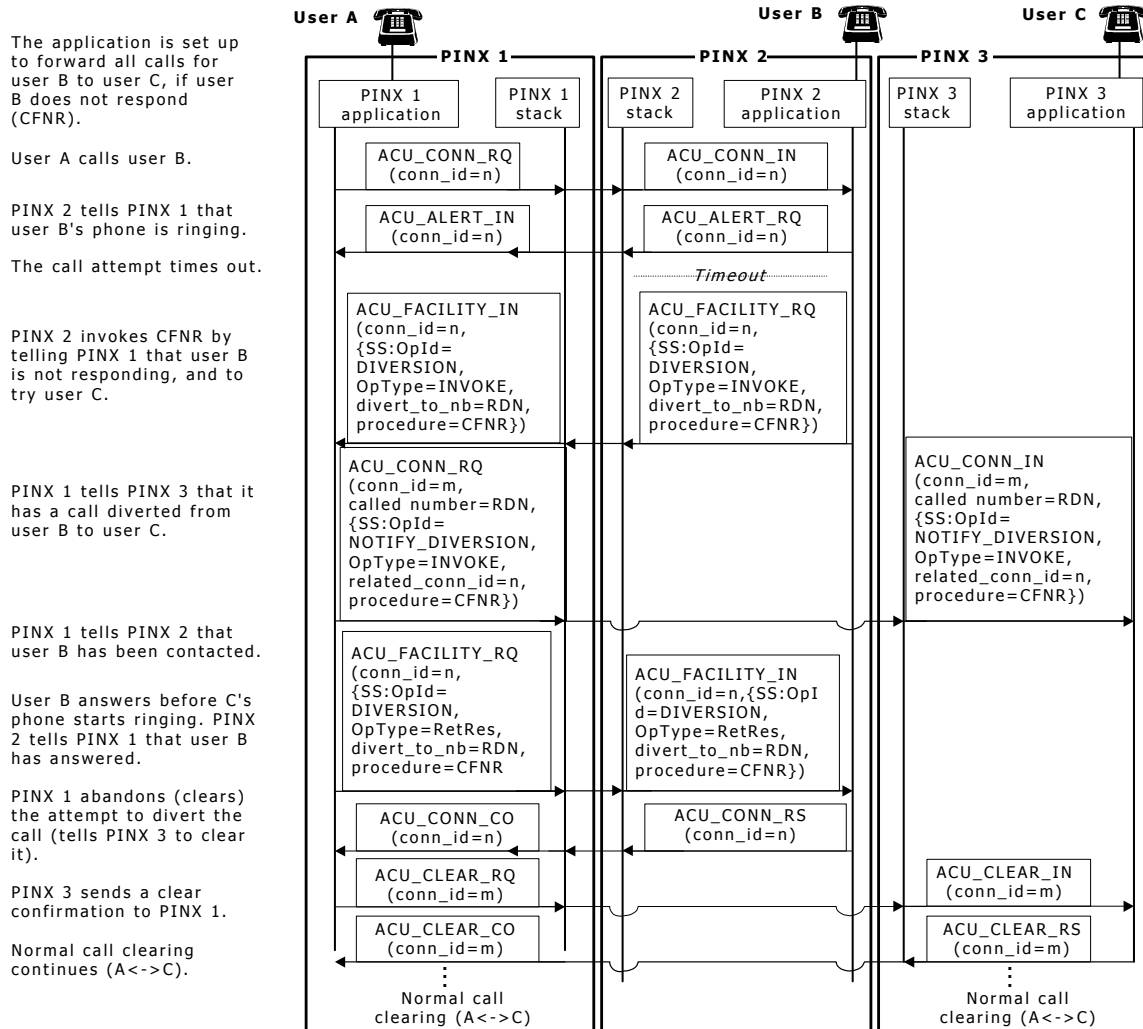 User A
User B
User C
PINX 1
PINX 2
PINX 3
The application is set up
to forward all calls for
user B to user C, if user
B does not respond
(CFNR).
User A calls user B.
PINX 2 tells PINX 1 that
user B's phone is ringing.
The call attempt times out.
PINX 2 invokes CFNR by
telling PINX 1 that user B
is not responding, and to
try user C.
PINX 1 tells PINX 3 that it
has a call diverted from
user B to user C.
PINX 1 tells PINX 2 that
user B has been contacted.
User B answers before C's
phone starts ringing. PINX
2 tells PINX 1 that user B
has answered.
PINX 1 abandons (clears)
the attempt to divert the
call (tells PINX 3 to clear
it).
PINX 3 sends a clear
confirmation to PINX 1.
Normal call clearing
continues (A<->C).
PINX 1
application
PINX 1
stack
PINX 2
stack
PINX 2
application
PINX 3
stack
PINX 3
application
ACU_CONN_RQ
(conn_id=n)
ACU_CONN_IN
(conn_id=n)
ACU_ALERT_IN
(conn_id=n)
ACU_ALERT_RQ
(conn_id=n)
Timeout
ACU_FACILITY_IN
(conn_id=n,
{SS:OpId=
DIVERSION,
OpType=INVOKE,
divert_to_nb=RDN,
procedure=CFNR})
ACU_FACILITY_RQ
(conn_id=n,
{SS:OpId=
DIVERSION,
OpType=INVOKE,
divert_to_nb=RDN,
procedure=CFNR})
ACU_CONN_RQ
(conn_id=m,
called number=RDN,
{SS:OpId=
NOTIFY_DIVERSION,
OpType=INVOKE,
related_conn_id=n,
procedure=CFNR})
ACU_CONN_IN
(conn_id=m,
called number=RDN,
{SS:OpId=
NOTIFY_DIVERSION,
OpType=INVOKE,
related_conn_id=n,
procedure=CFNR})
ACU_FACILITY_RQ
(conn_id=n,
{SS:OpId=
DIVERSION,
OpType=RetRes,
divert_to_nb=RDN,
procedure=CFNR
ACU_FACILITY_IN
(conn_id=n,{SS:OpI
d=DIVERSION,
OpType=RetRes,
divert_to_nb=RDN,
procedure=CFNR})
ACU_CONN_CO
(conn_id=n)
ACU_CONN_RS
(conn_id=n)
ACU_CLEAR_RQ
(conn_id=m)
ACU_CLEAR_IN
(conn_id=m)
ACU_CLEAR_CO
(conn_id=m)
ACU_CLEAR_RS
(conn_id=m)
Normal call
clearing (A<->C)
Normal call
clearing (A<->C)